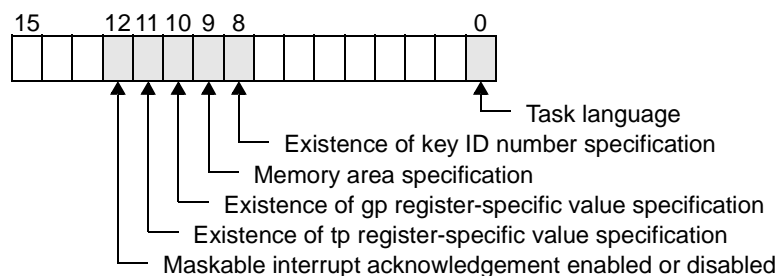 15 12 11 10 9 8 0
Task language
Existence of key ID number specification
Memory area specification
Existence of gp register-specific value specification
Existence of tp register-specific value specification
Maskable interrupt acknowledgement enabled or disabled